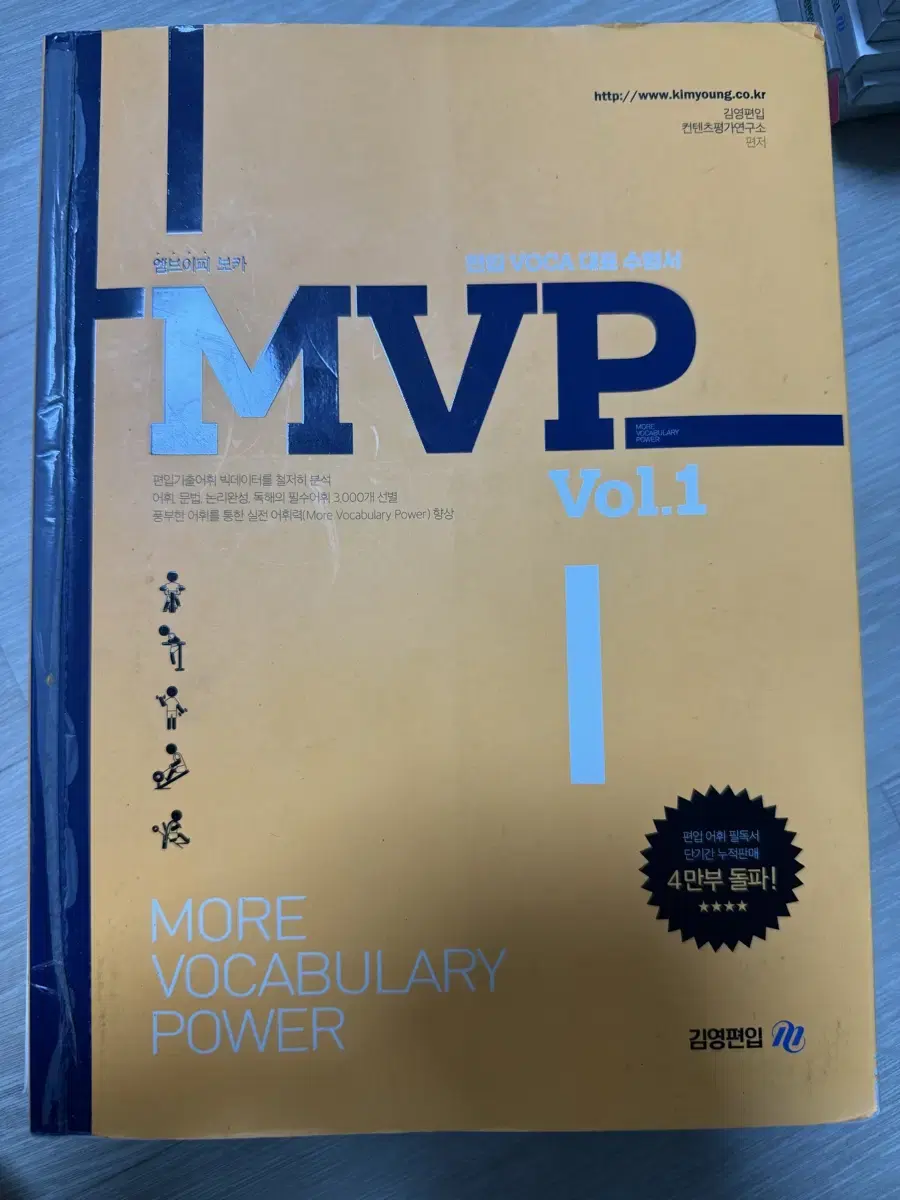 http://www.kimyoung.co.kr
김영편입
컨텐츠평가연구소
편저
엠브이피 보카
편입 VOCA 대표 수험서
MVP
MORE
VOCABULARY
POWER
Vol.1
편입기출어휘 빅데이터를 철저히 분석
어휘, 문법, 논리완성, 독해의 필수어휘 3,000개 선별
풍부한 어휘를 통한 실전 어휘력(More Vocabulary Power) 향상
편입 어휘 필독서
단기간 누적판매
4만부 돌파!
★★★★
MORE
VOCABULARY
POWER
김영편입